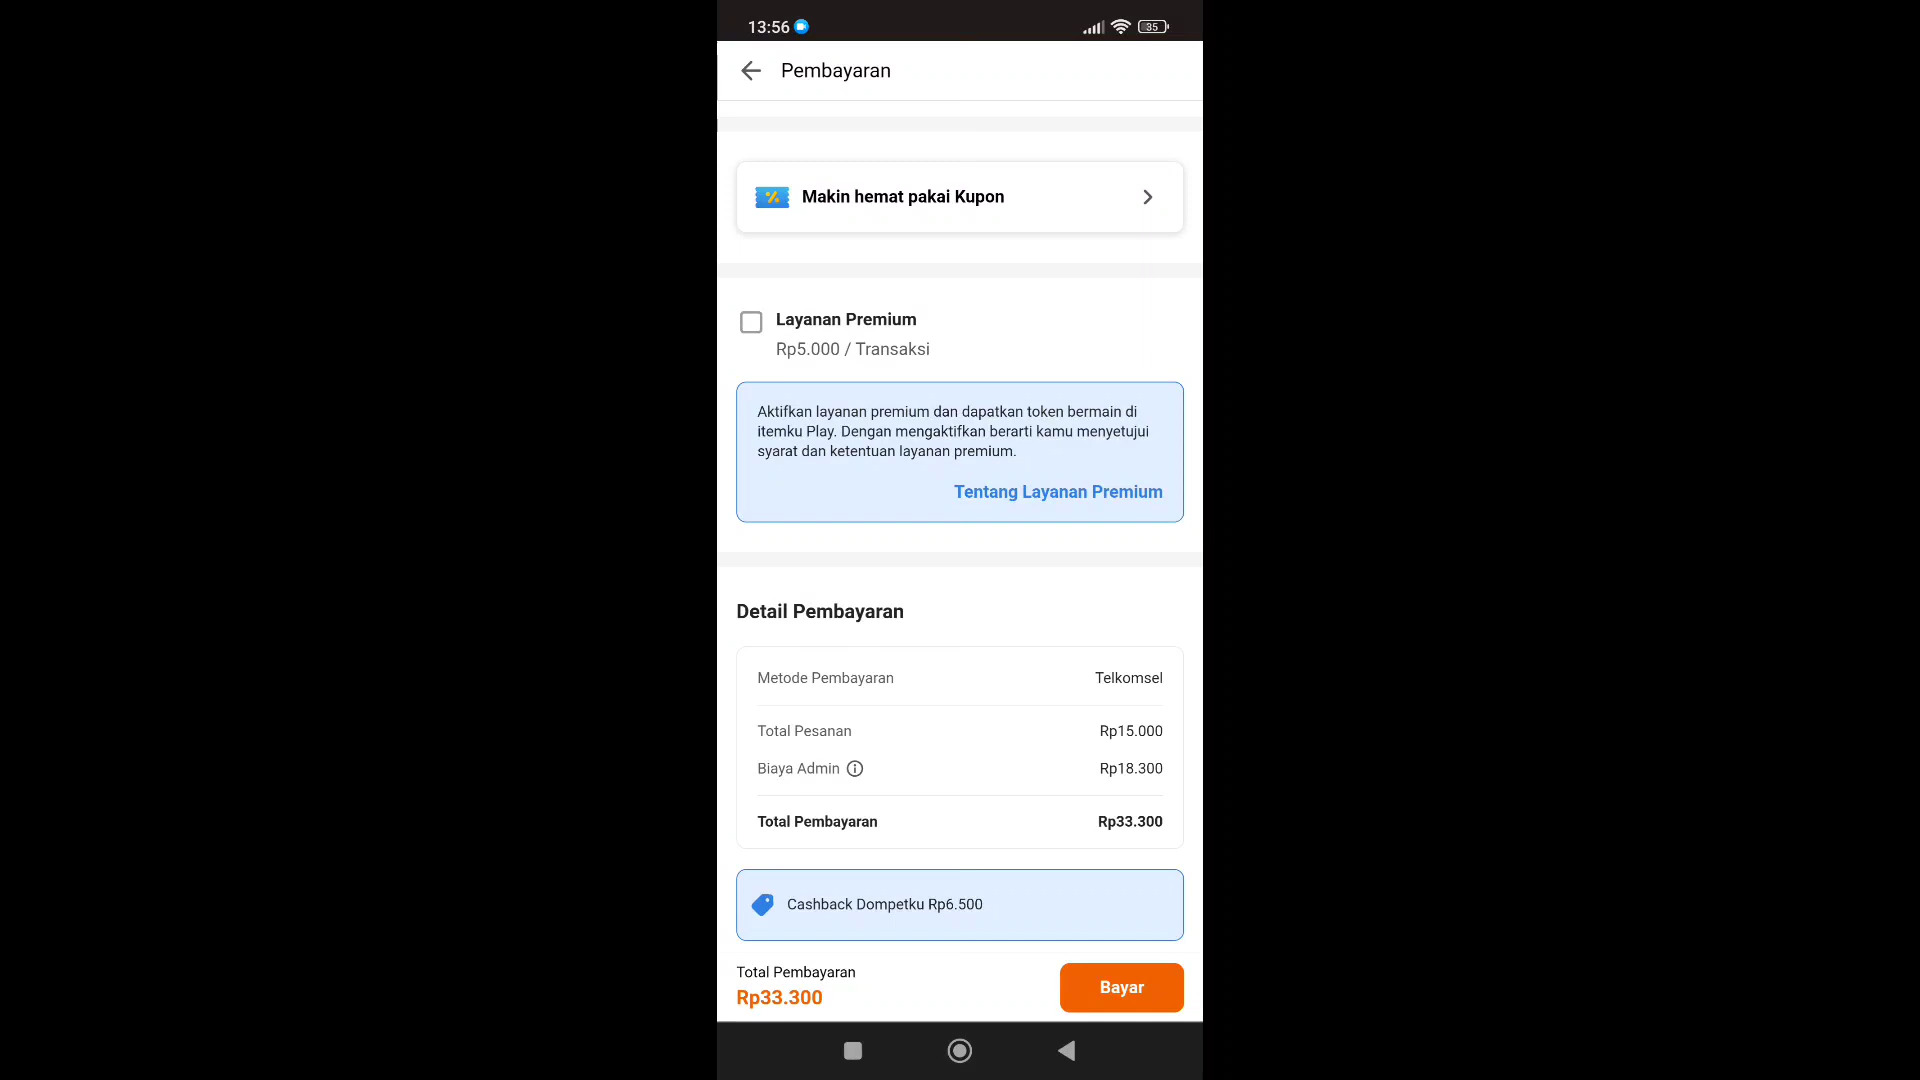 13:56
35
Pembayaran
Makin hemat pakai Kupon
Layanan Premium
Rp5.000 / Transaksi
Aktifkan layanan premium dan dapatkan token bermain di
itemku Play. Dengan mengaktifkan berarti kamu menyetujui
syarat dan ketentuan layanan premium.
Tentang Layanan Premium
Detail Pembayaran
Metode Pembayaran Telkomsel
Total Pesanan Rp15.000
Biaya Admin Rp18.300
Total Pembayaran Rp33.300
Cashback Dompetku Rp6.500
Total Pembayaran
Rp33.300
Bayar